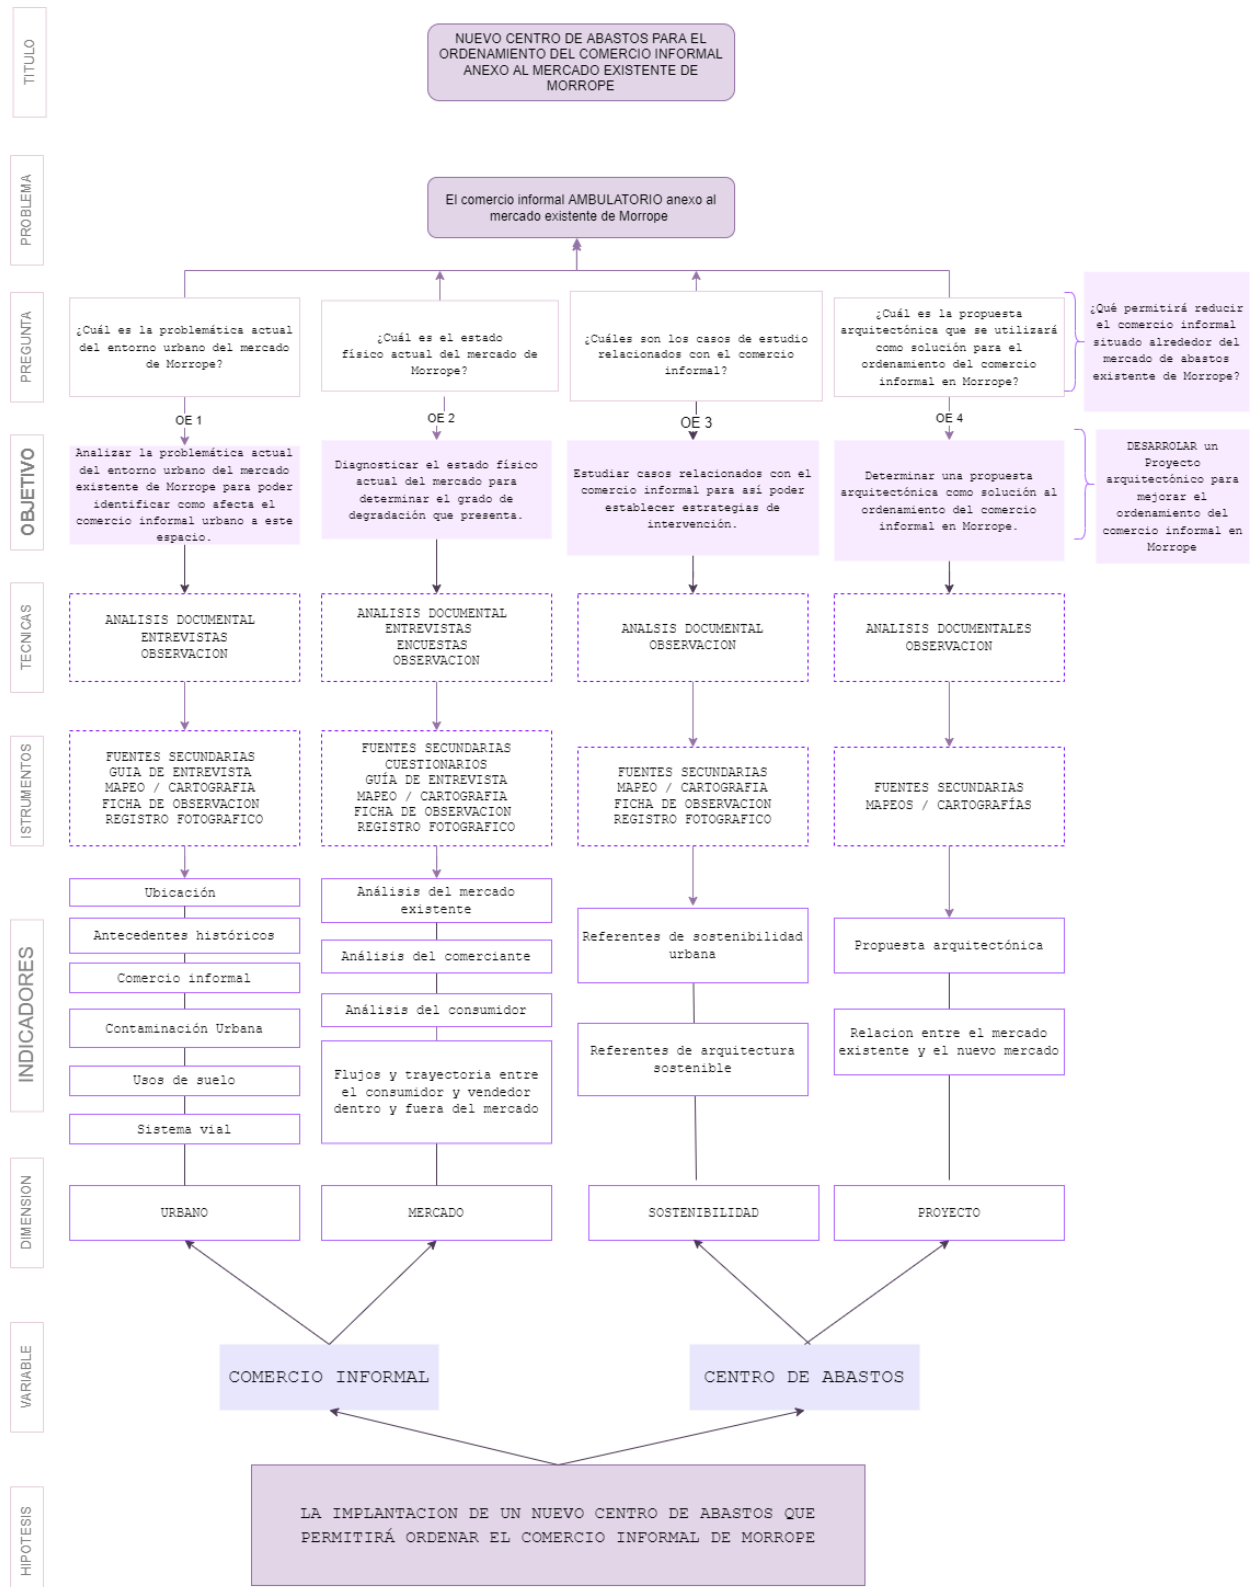 TITULO
NUEVO CENTRO DE ABASTOS PARA EL
ORDENAMIENTO DEL COMERCIO INFORMAL
ANEXO AL MERCADO EXISTENTE DE
MORROPE
PROBLEMA
El comercio informal AMBULATORIO anexo al
mercado existente de Morrope
PREGUNTA
¿Cuál es la problemática actual
del entorno urbano del mercado
de Morrope?
¿Cuál es el estado
físico actual del mercado de
Morrope?
¿Cuáles son los casos de estudio
relacionados con el comercio
informal?
¿Cuál es la propuesta
arquitectónica que se utilizará
como solución para el
ordenamiento del comercio
informal en Morrope?
¿Qué permitirá reducir
el comercio informal
situado alrededor del
mercado de abastos
existente de Morrope?
OE 1
OE 2
OE 3
OE 4
OBJETIVO
Analizar la problemática actual
del entorno urbano del mercado
existente de Morrope para poder
identificar como afecta el
comercio informal urbano a este
espacio.
Diagnosticar el estado físico
actual del mercado para
determinar el grado de
degradación que presenta.
Estudiar casos relacionados con el
comercio informal para así poder
establecer estrategias de
intervención.
Determinar una propuesta
arquitectónica como solución al
ordenamiento del comercio
informal en Morrope.
DESARROLAR un
Proyecto
arquitectónico para
mejorar el
ordenamiento del
comercio informal en
Morrope
TECNICAS
ANALISIS DOCUMENTAL
ENTREVISTAS
OBSERVACION
ANALISIS DOCUMENTAL
ENTREVISTAS
ENCUESTAS
OBSERVACION
ANALSIS DOCUMENTAL
OBSERVACION
ANALISIS DOCUMENTALES
OBSERVACION
ISTRUMENTOS
FUENTES SECUNDARIAS
GUIA DE ENTREVISTA
MAPEO / CARTOGRAFIA
FICHA DE OBSERVACION
REGISTRO FOTOGRAFICO
FUENTES SECUNDARIAS
CUESTIONARIOS
GUÍA DE ENTREVISTA
MAPEO / CARTOGRAFIA
FICHA DE OBSERVACION
REGISTRO FOTOGRAFICO
FUENTES SECUNDARIAS
MAPEO / CARTOGRAFIA
FICHA DE OBSERVACION
REGISTRO FOTOGRAFICO
FUENTES SECUNDARIAS
MAPEOS / CARTOGRAFÍAS
INDICADORES
Ubicación
Antecedentes históricos
Comercio informal
Contaminación Urbana
Usos de suelo
Sistema vial
Análisis del mercado
existente
Análisis del comerciante
Análisis del consumidor
Flujos y trayectoria entre
el consumidor y vendedor
dentro y fuera del mercado
Referentes de sostenibilidad
urbana
Referentes de arquitectura
sostenible
Propuesta arquitectónica
Relacion entre el mercado
existente y el nuevo mercado
DIMENSION
URBANO
MERCADO
SOSTENIBILIDAD
PROYECTO
VARIABLE
COMERCIO INFORMAL
CENTRO DE ABASTOS
HIPOTESIS
LA IMPLANTACION DE UN NUEVO CENTRO DE ABASTOS QUE
PERMITIRÁ ORDENAR EL COMERCIO INFORMAL DE MORROPE